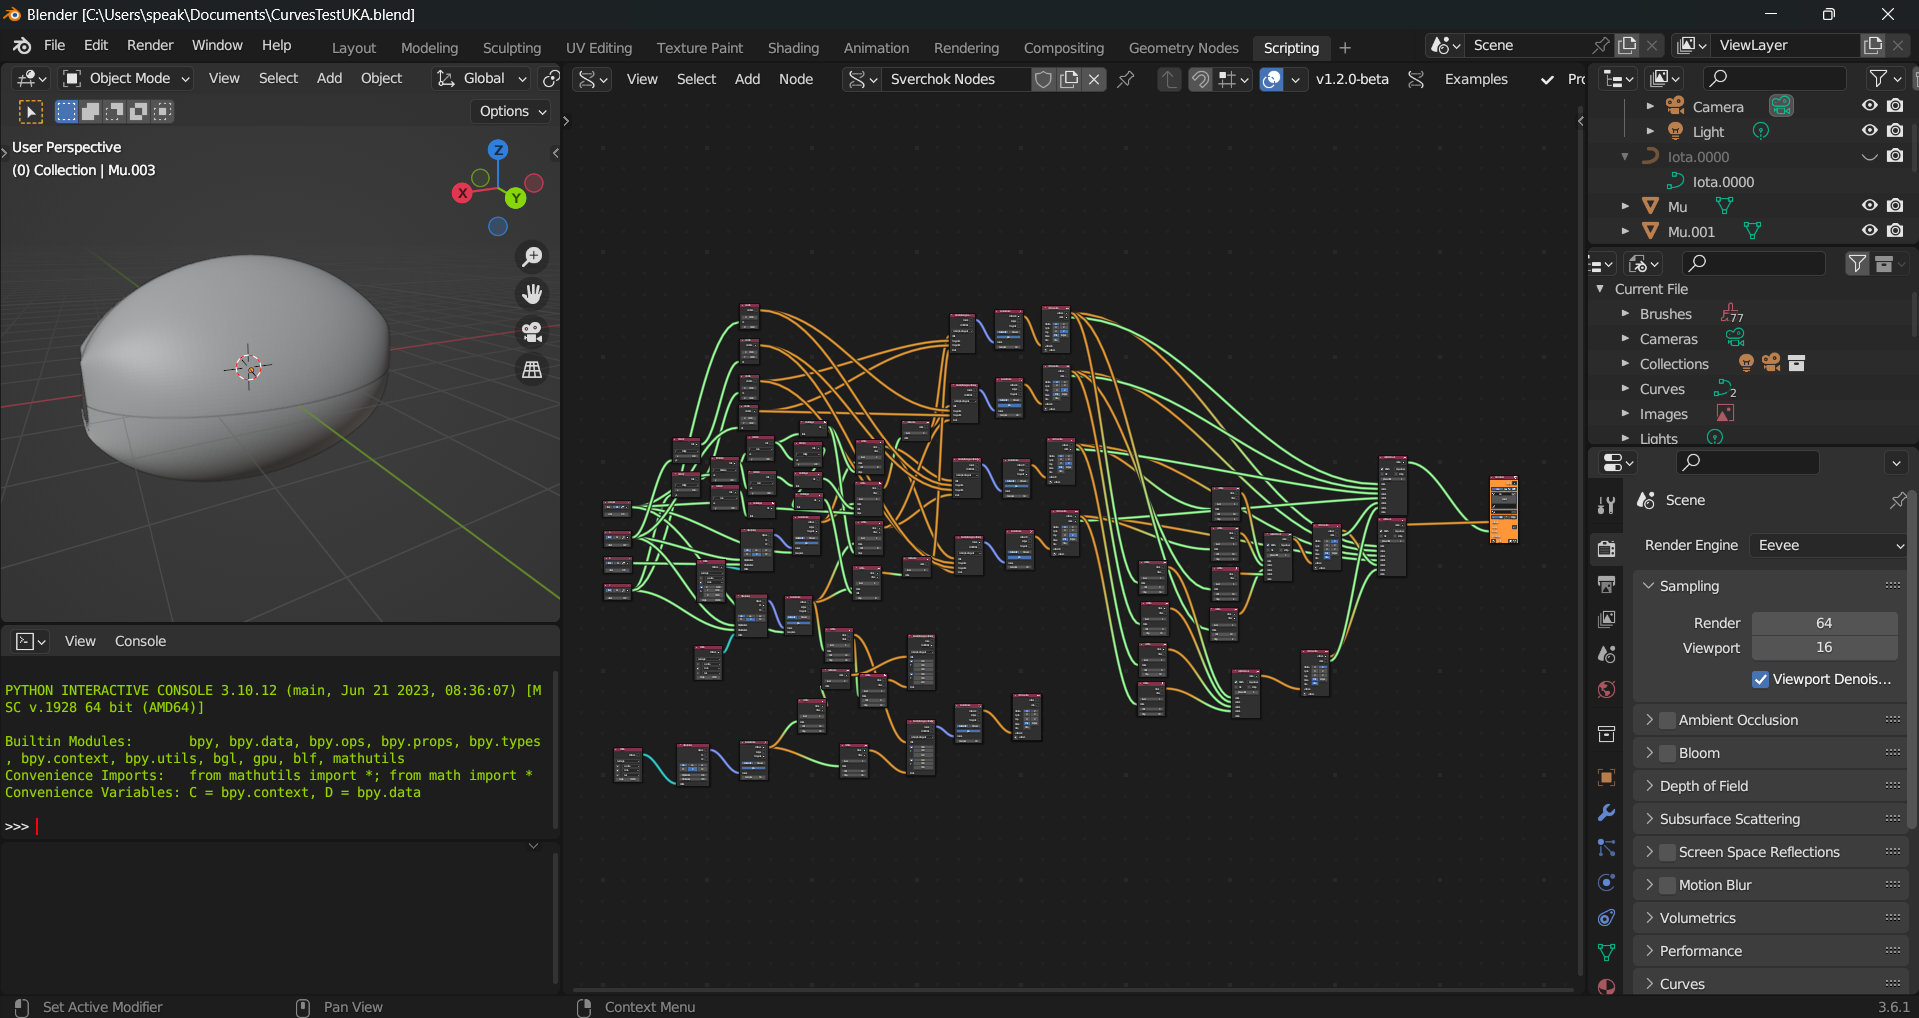 Blender [C:\Users\speak\Documents\CurvesTestUKA.blend]
File Edit Render Window Help Layout Modeling Sculpting UV Editing Texture Paint Shading Animation Rendering Compositing Geometry Nodes Scripting + Scene ViewLayer
Object Mode View Select Add Object Global
View Select Add Node Sverchok Nodes v1.2.0-beta Examples Pro
Options
User Perspective
(0) Collection | Mu.003
Z
X
Y
Camera
Light
Iota.0000
Iota.0000
Mu
Mu.001
Current File
Brushes 77
Cameras
Collections
Curves 2
Images
Lights
Scene
Render Engine Eevee
Sampling
Render 64
Viewport 16
Viewport Denois...
Ambient Occlusion
Bloom
Depth of Field
Subsurface Scattering
Screen Space Reflections
Motion Blur
Volumetrics
Performance
Curves
View Console
PYTHON INTERACTIVE CONSOLE 3.10.12 (main, Jun 21 2023, 08:36:07) [M
SC v.1928 64 bit (AMD64)]
Builtin Modules: bpy, bpy.data, bpy.ops, bpy.props, bpy.types
, bpy.context, bpy.utils, bgl, gpu, blf, mathutils
Convenience Imports: from mathutils import *; from math import *
Convenience Variables: C = bpy.context, D = bpy.data
>>>
Set Active Modifier Pan View Context Menu 3.6.1